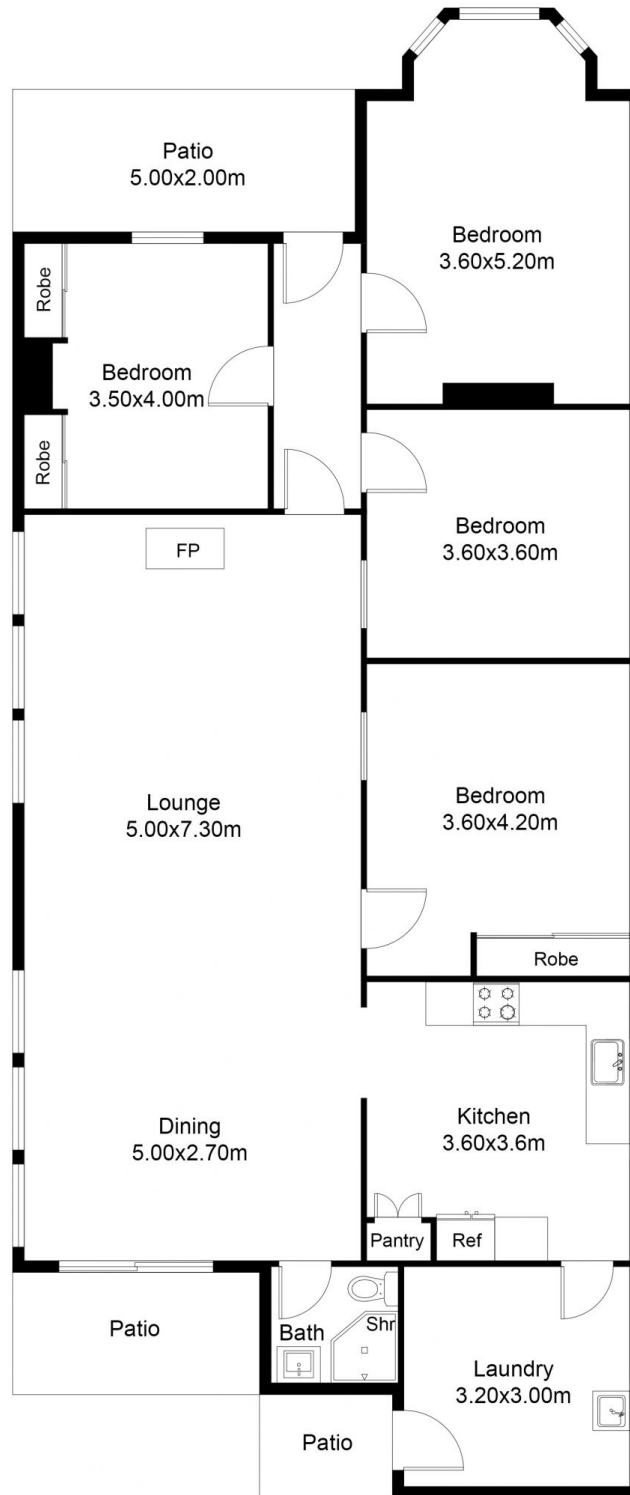 Patio
5.00x2.00m
Bedroom
3.60x5.20m
Robe
Bedroom
3.50x4.00m
Robe
Bedroom
3.60x3.60m
FP
Lounge
5.00x7.30m
Bedroom
3.60x4.20m
Robe
Dining
5.00x2.70m
Kitchen
3.60x3.6m
Pantry
Ref
Patio
Bath
Shr
Laundry
3.20x3.00m
Patio